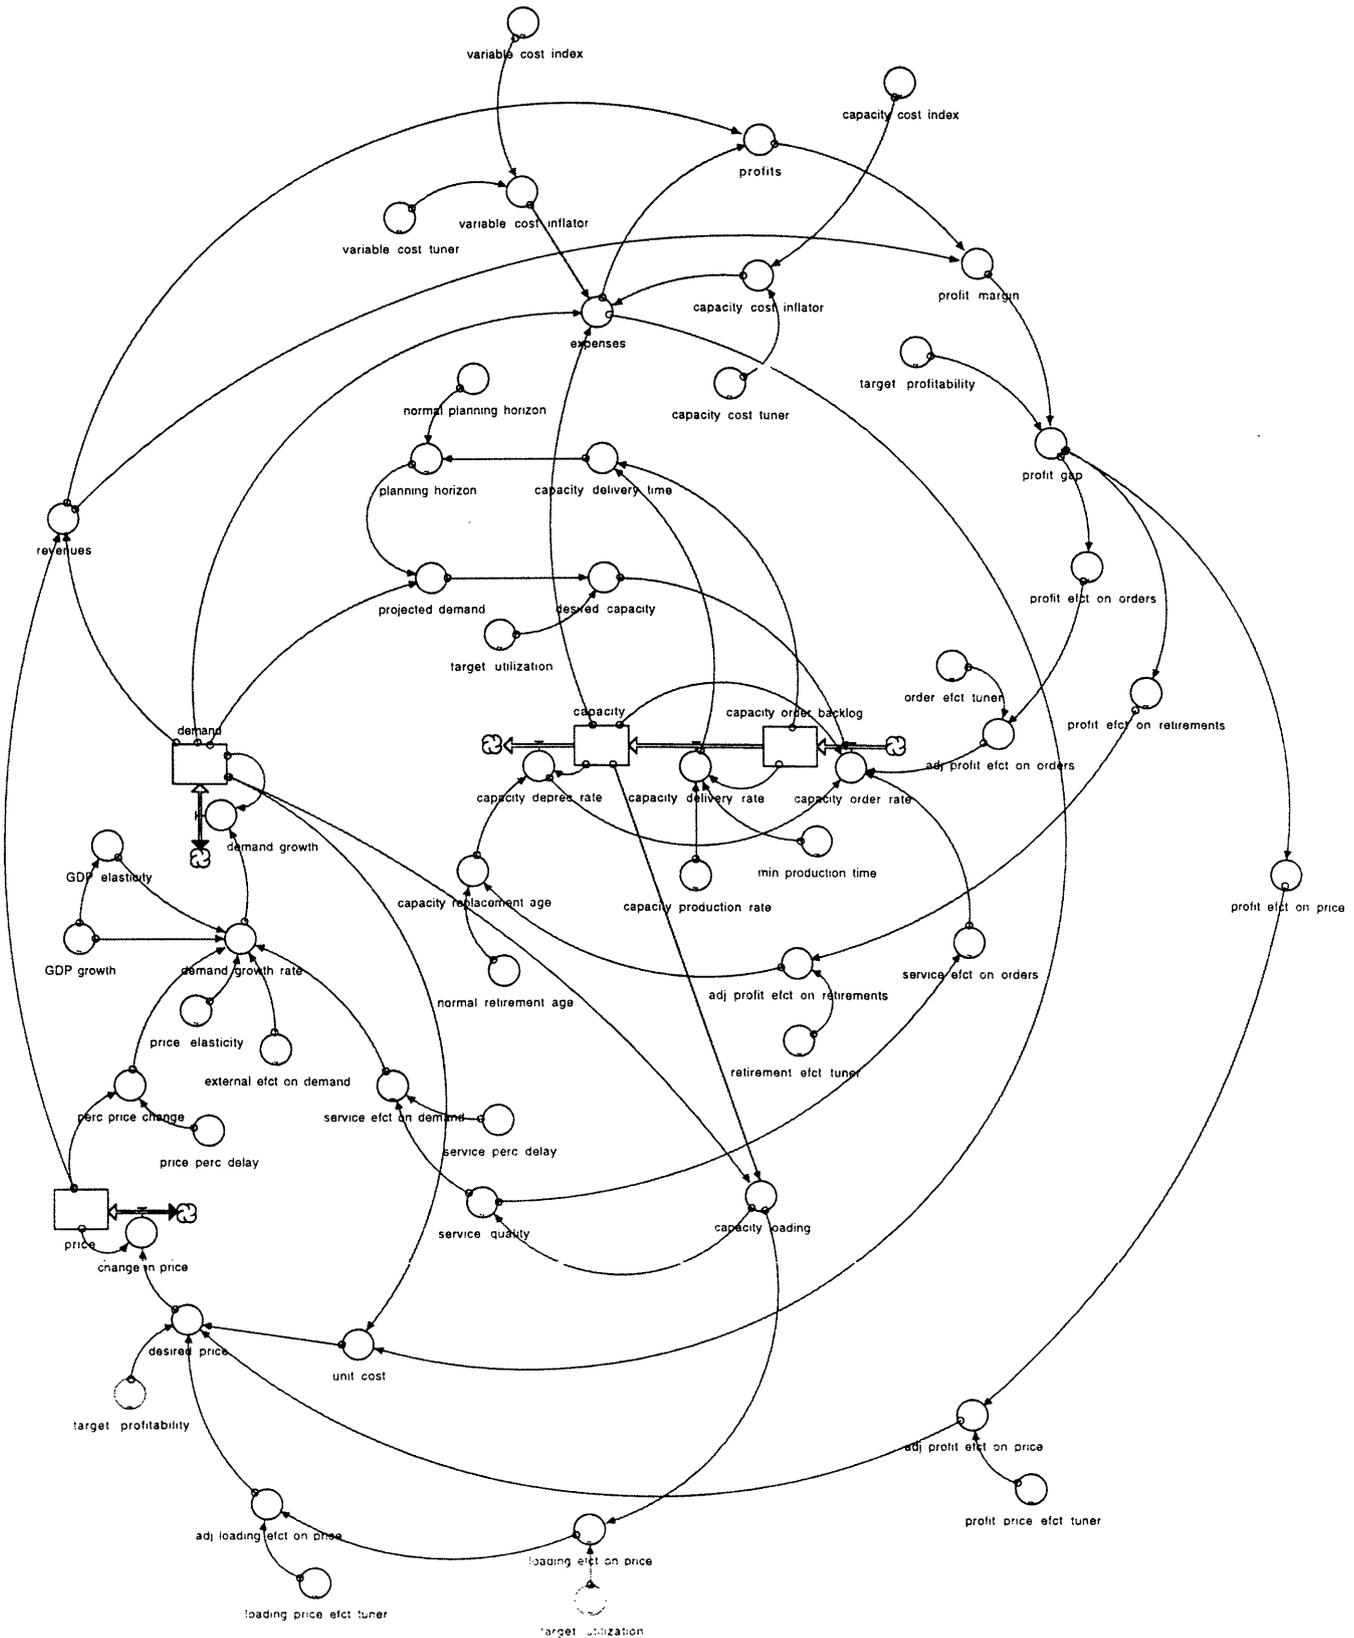 variable cost index
capacity cost index
profits
variable cost inflator
variable cost tuner
profit margin
capacity cost inflator
expenses
target profitability
normal planning horizon
capacity cost tuner
profit gap
planning horizon
capacity delivery time
revenues
profit efct on orders
projected demand
desired capacity
target utilization
order efct tuner
capacity
capacity order backlog
profit efct on retirements
demand
adj profit efct on orders
capacity deprec rate
capacity delivery rate
capacity order rate
demand growth
min production time
GDP elasticity
capacity replacement age
capacity production rate
profit efct on price
GDP growth
demand growth rate
service efct on orders
normal retirement age
adj profit efct on retirements
price elasticity
external efct on demand
retirement efct tuner
perc price change
service efct on demand
price perc delay
service perc delay
capacity loading
service quality
price
change in price
desired price
unit cost
target profitability
adj profit efct on price
profit price efct tuner
adj loading efct on price
loading efct on price
loading price efct tuner
target utilization